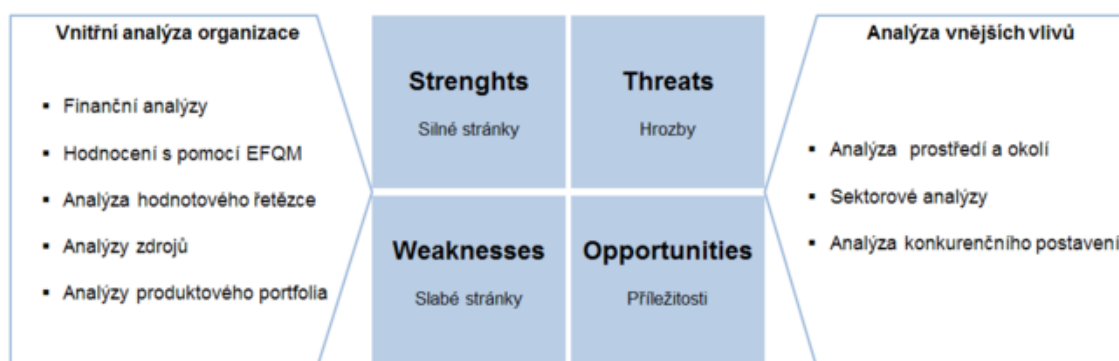 Vnitřní analýza organizace
▪ Finanční analýzy
▪ Hodnocení s pomocí EFQM
▪ Analýza hodnotového řetězce
▪ Analýzy zdrojů
▪ Analýzy produktového portfolia
Strenghts
Silné stránky
Threats
Hrozby
Weaknesses
Slabé stránky
Opportunities
Příležitosti
Analýza vnějších vlivů
▪ Analýza prostředí a okolí
▪ Sektorové analýzy
▪ Analýza konkurenčního postavení